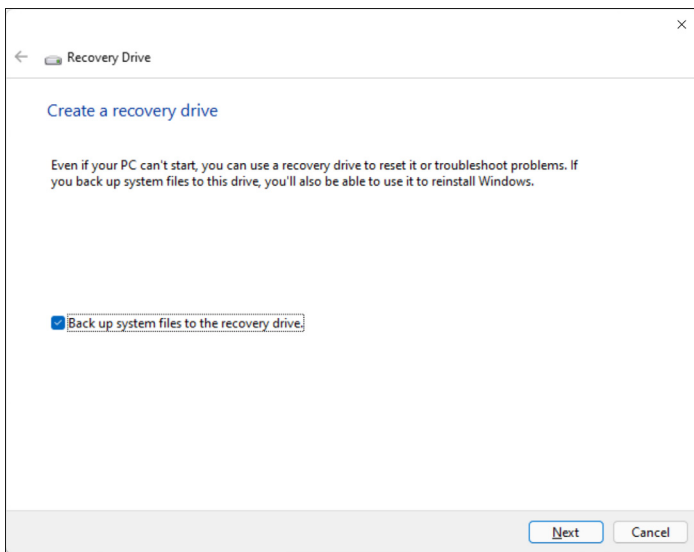 Recovery Drive
Create a recovery drive
Even if your PC can't start, you can use a recovery drive to reset it or troubleshoot problems. If
you back up system files to this drive, you'll also be able to use it to reinstall Windows.
Back up system files to the recovery drive.
Next
Cancel